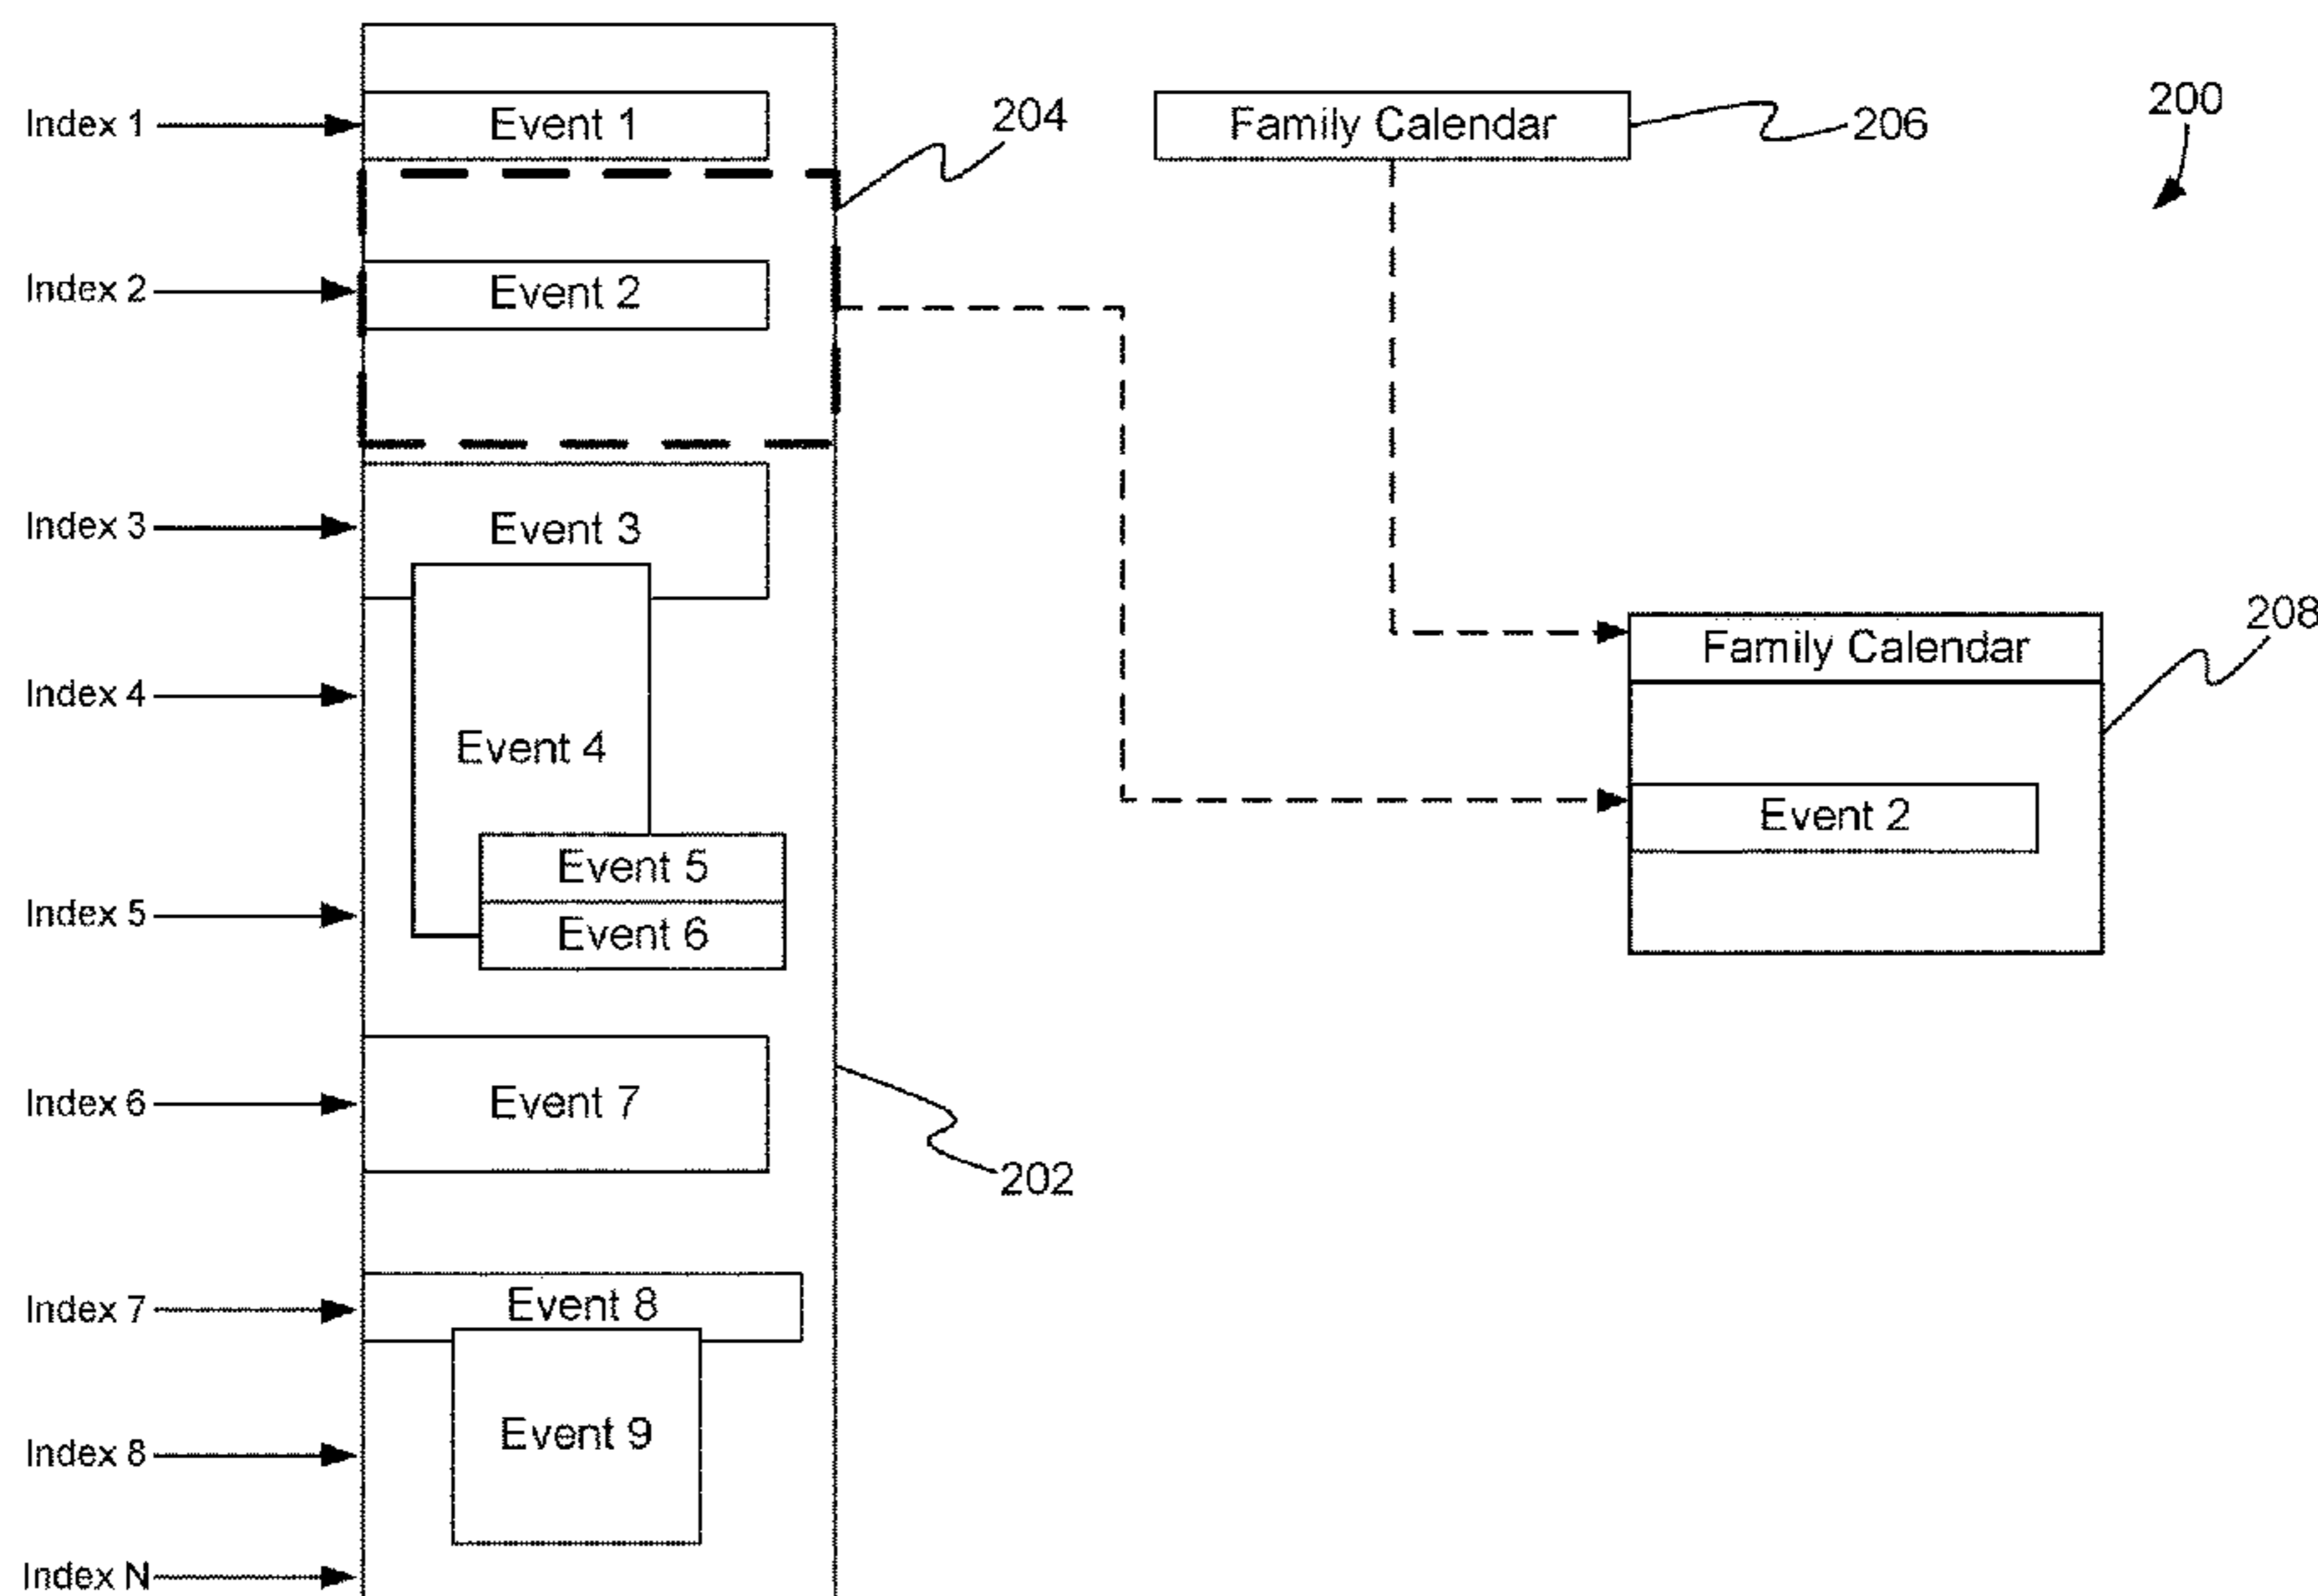 Index 1
Event 1
204
Family Calendar
206
200
Index 2
Event 2
Index 3
Event 3
208
Family Calendar
Index 4
Event 4
Event 2
Event 5
Index 5
Event 6
Index 6
Event 7
202
Index 7
Event 8
Index 8
Event 9
Index N